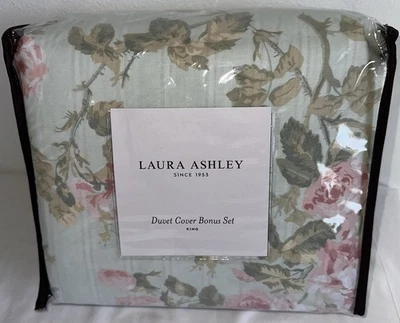 LAURA ASHLEY
SINCE 1953
Duvet Cover Bonus Set
KING